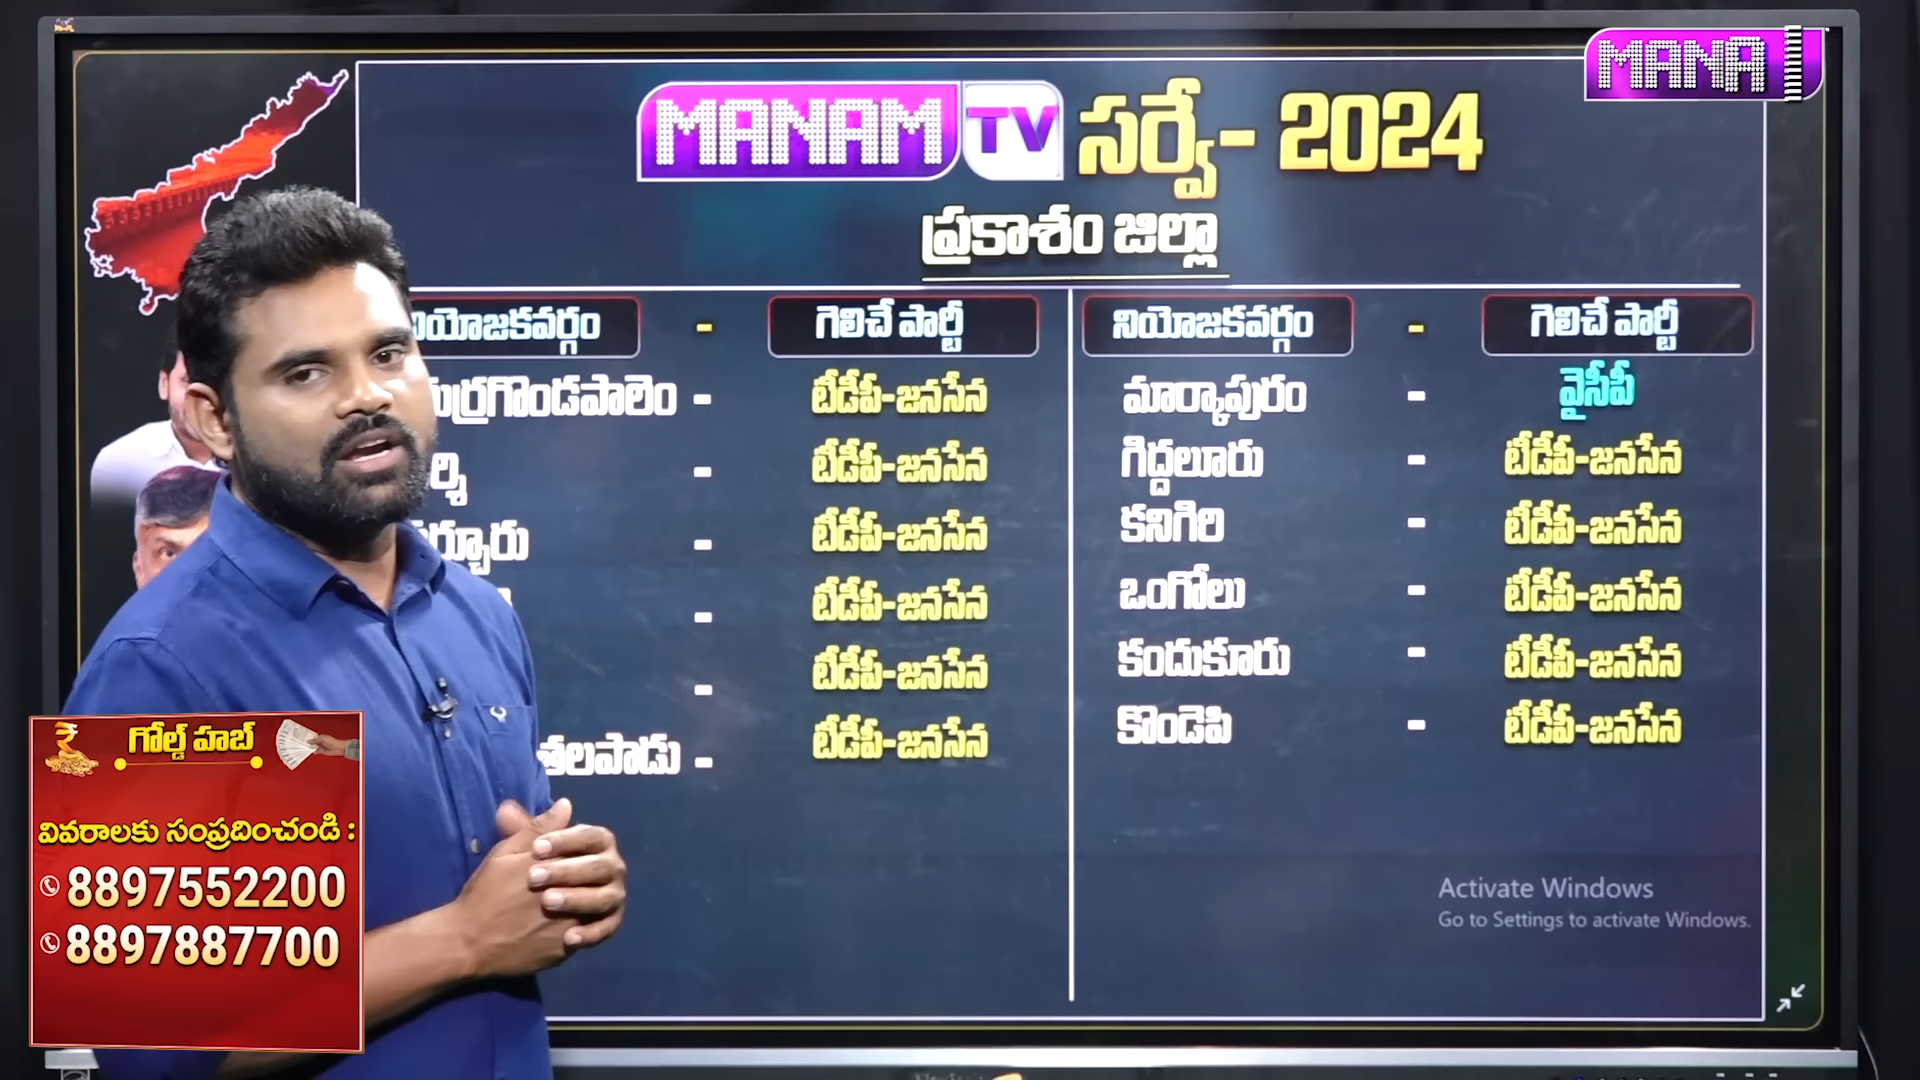 MANA
MANAM TV సర్వే- 2024
ప్రకాశం జిల్లా
- గెలిచే పార్టీ
నియోజకవర్గం - గెలిచే పార్టీ
- టీడీపీ-జనసేన
- టీడీపీ-జనసేన
- టీడీపీ-జనసేన
- టీడీపీ-జనసేన
- టీడీపీ-జనసేన
- టీడీపీ-జనసేన
మార్కాపురం - వైసీపీ
గిద్దలూరు - టీడీపీ-జనసేన
కనిగిరి - టీడీపీ-జనసేన
ఒంగోలు - టీడీపీ-జనసేన
కందుకూరు - టీడీపీ-జనసేన
కొండెపి - టీడీపీ-జనసేన
గోల్డ్ హబ్
వివరాలకు సంప్రదించండి :
8897552200
8897887700
Activate Windows
Go to Settings to activate Windows.